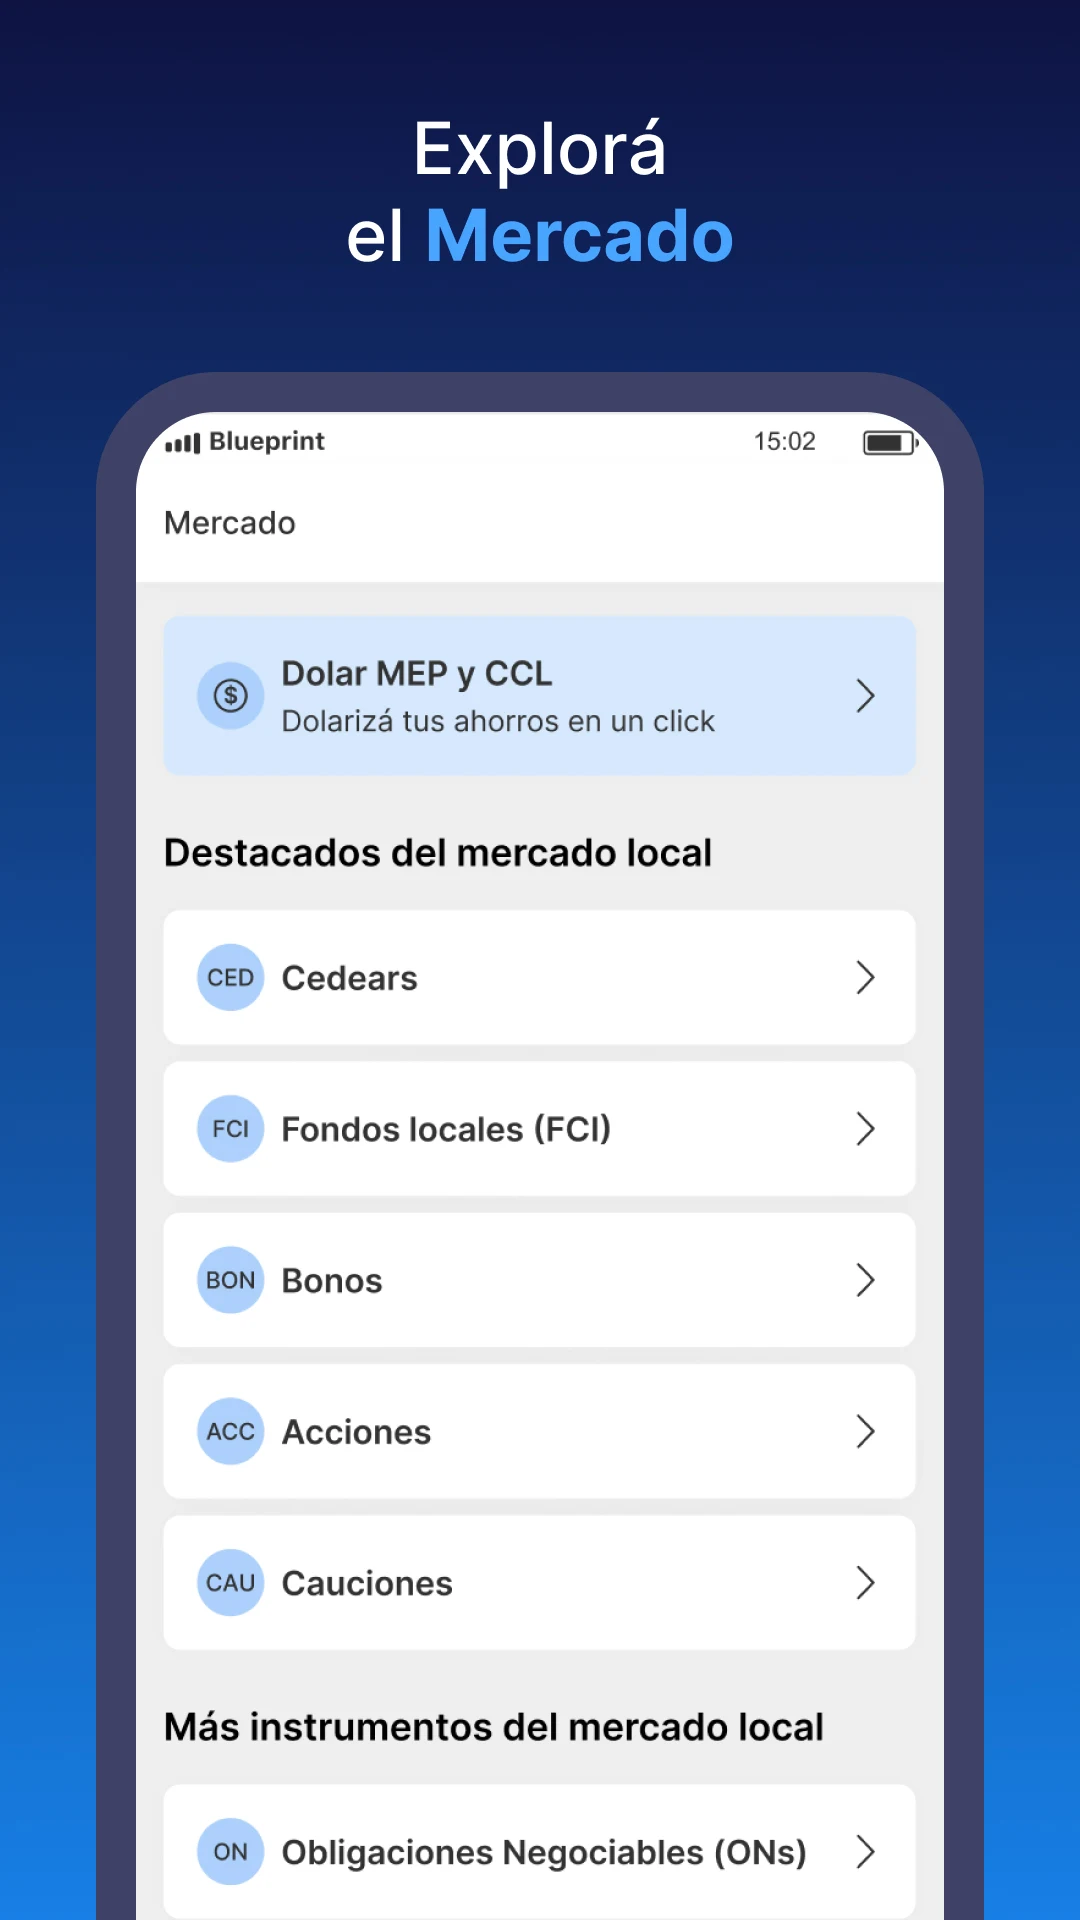 Explorá
el Mercado
Blueprint 15:02
Mercado
$
Dolar MEP y CCL
Dolarizá tus ahorros en un click
Destacados del mercado local
CED Cedears
FCI Fondos locales (FCI)
BON Bonos
ACC Acciones
CAU Cauciones
Más instrumentos del mercado local
ON Obligaciones Negociables (ONs)